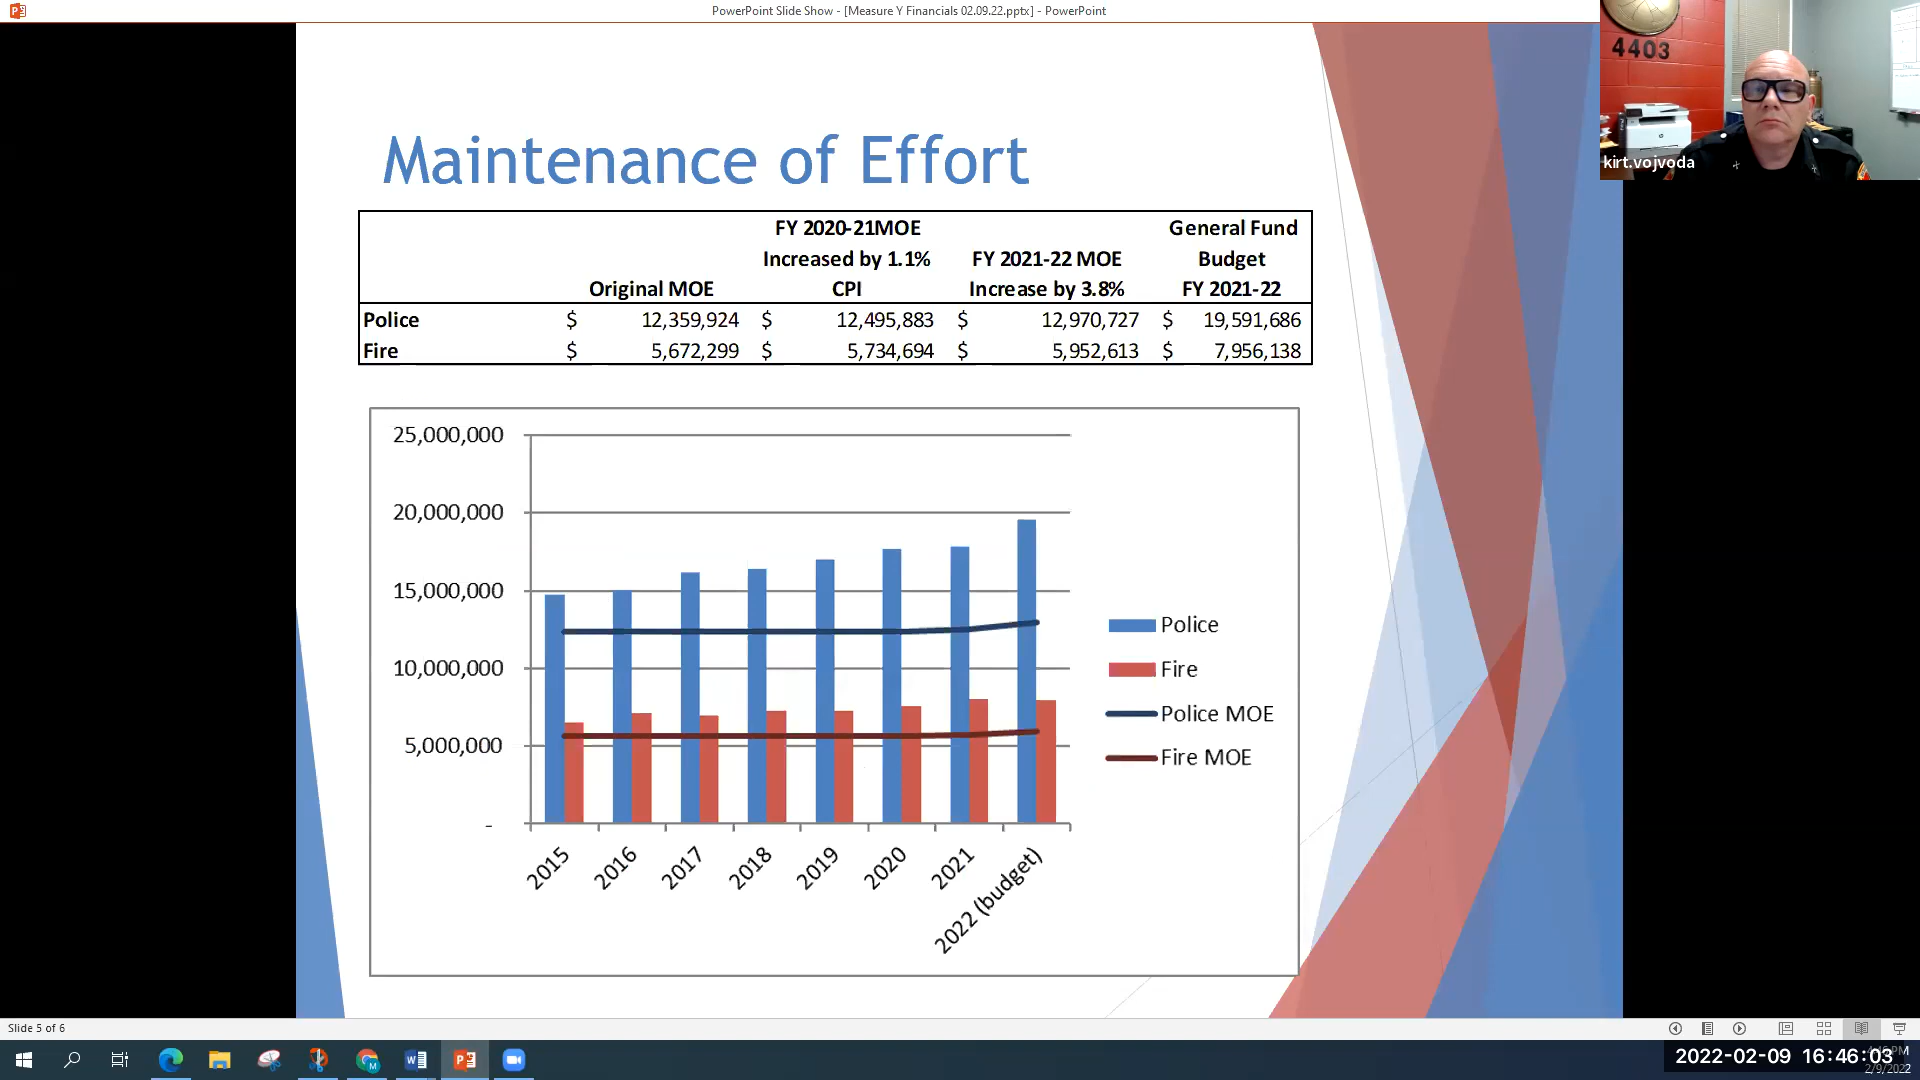 PowerPoint Slide Show - [Measure Y Financials 02.09.22.pptx] - PowerPoint
4403
kirt.vojvoda
Maintenance of Effort
Original MOE
FY 2020-21MOE
Increased by 1.1%
CPI
FY 2021-22 MOE
Increase by 3.8%
General Fund
Budget
FY 2021-22
Police $ 12,359,924 $ 12,495,883 $ 12,970,727 $ 19,591,686
Fire $ 5,672,299 $ 5,734,694 $ 5,952,613 $ 7,956,138
25,000,000
20,000,000
15,000,000
10,000,000
5,000,000
-
2015
2016
2017
2018
2019
2020
2021
2022 (budget)
Police
Fire
Police MOE
Fire MOE
Slide 5 of 6
2022-02-09 16:46:03
2/9/2022